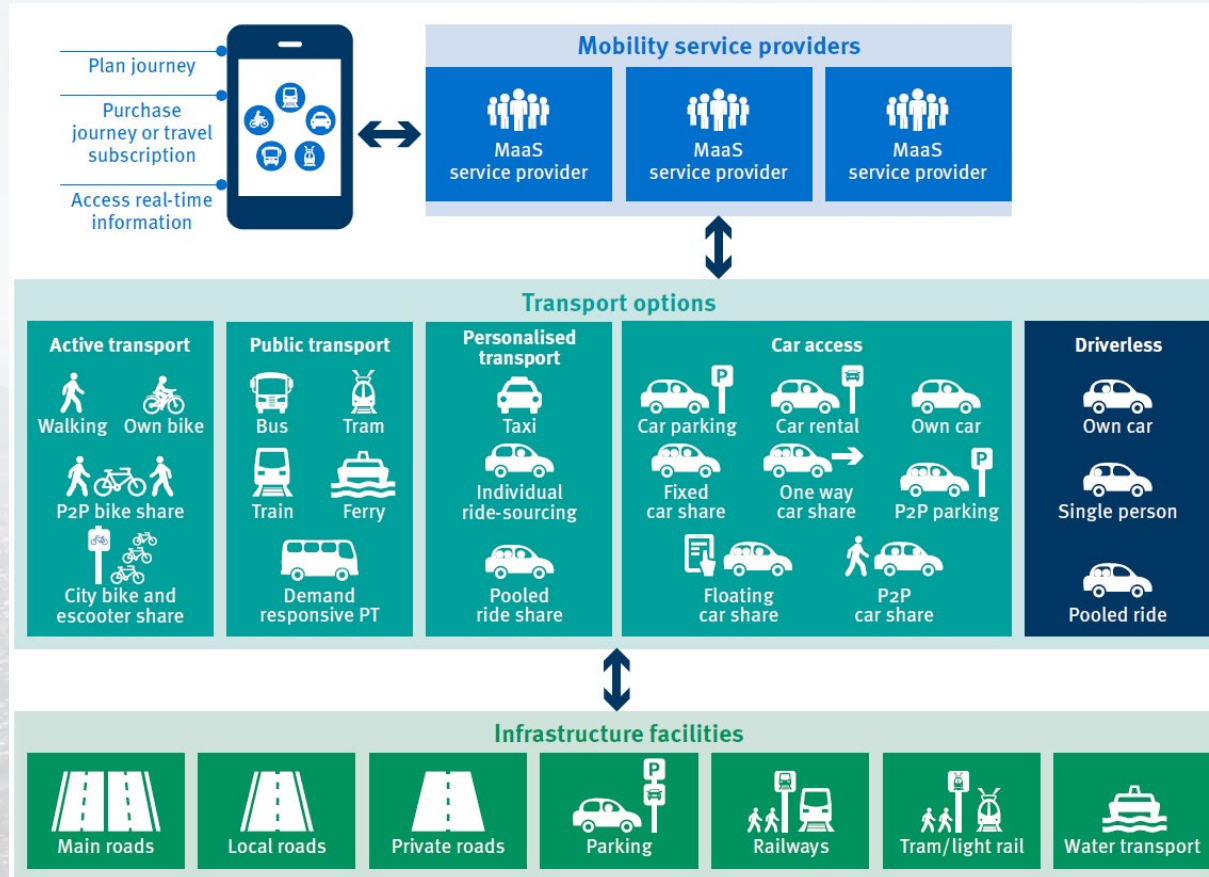 Plan journey
Purchase
journey or travel
subscription
Access real-time
information
Mobility service providers
MaaS
service provider
MaaS
service provider
MaaS
service provider
Transport options
Active transport
Walking
Own bike
P2P bike share
City bike and
escooter share
Public transport
Bus
Tram
Train
Ferry
Demand
responsive PT
Personalised
transport
Taxi
Individual
ride-sourcing
Pooled
ride share
Car access
P
Car parking
Car rental
Own car
Fixed
car share
One way
car share
P
P2P parking
Floating
car share
P2P
car share
Driverless
Own car
Single person
Pooled ride
Infrastructure facilities
Main roads
Local roads
Private roads
P
Parking
Railways
Tram/light rail
Water transport